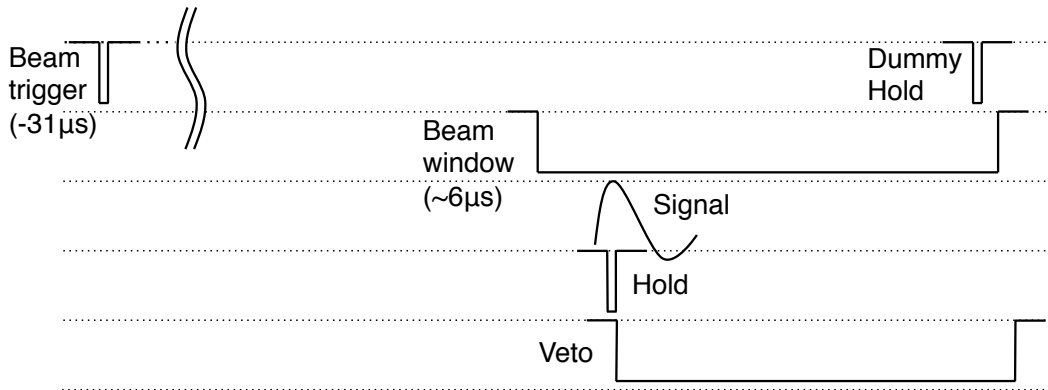 Beam
trigger
(-31µs)
Dummy
Hold
Beam
window
(~6µs)
Signal
Hold
Veto